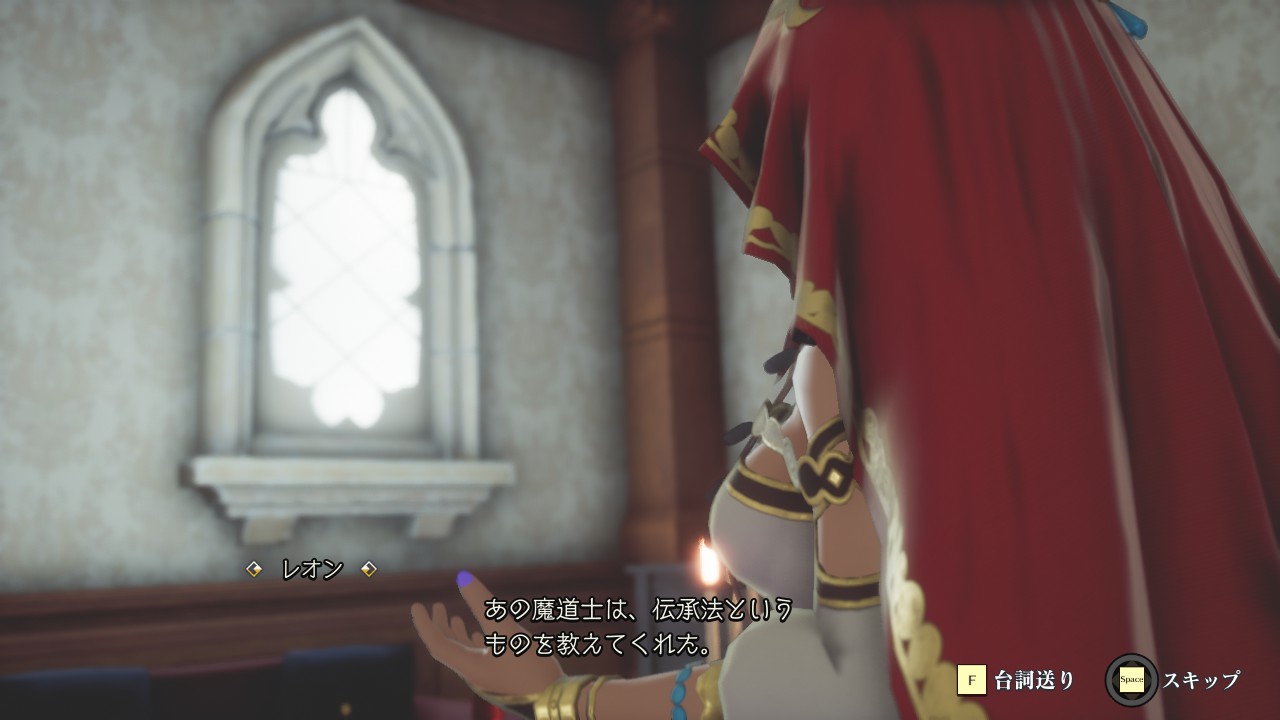 レオン
あの魔道士は、伝承法という
ものを教えてくれた。
F 台詞送り
Space スキップ